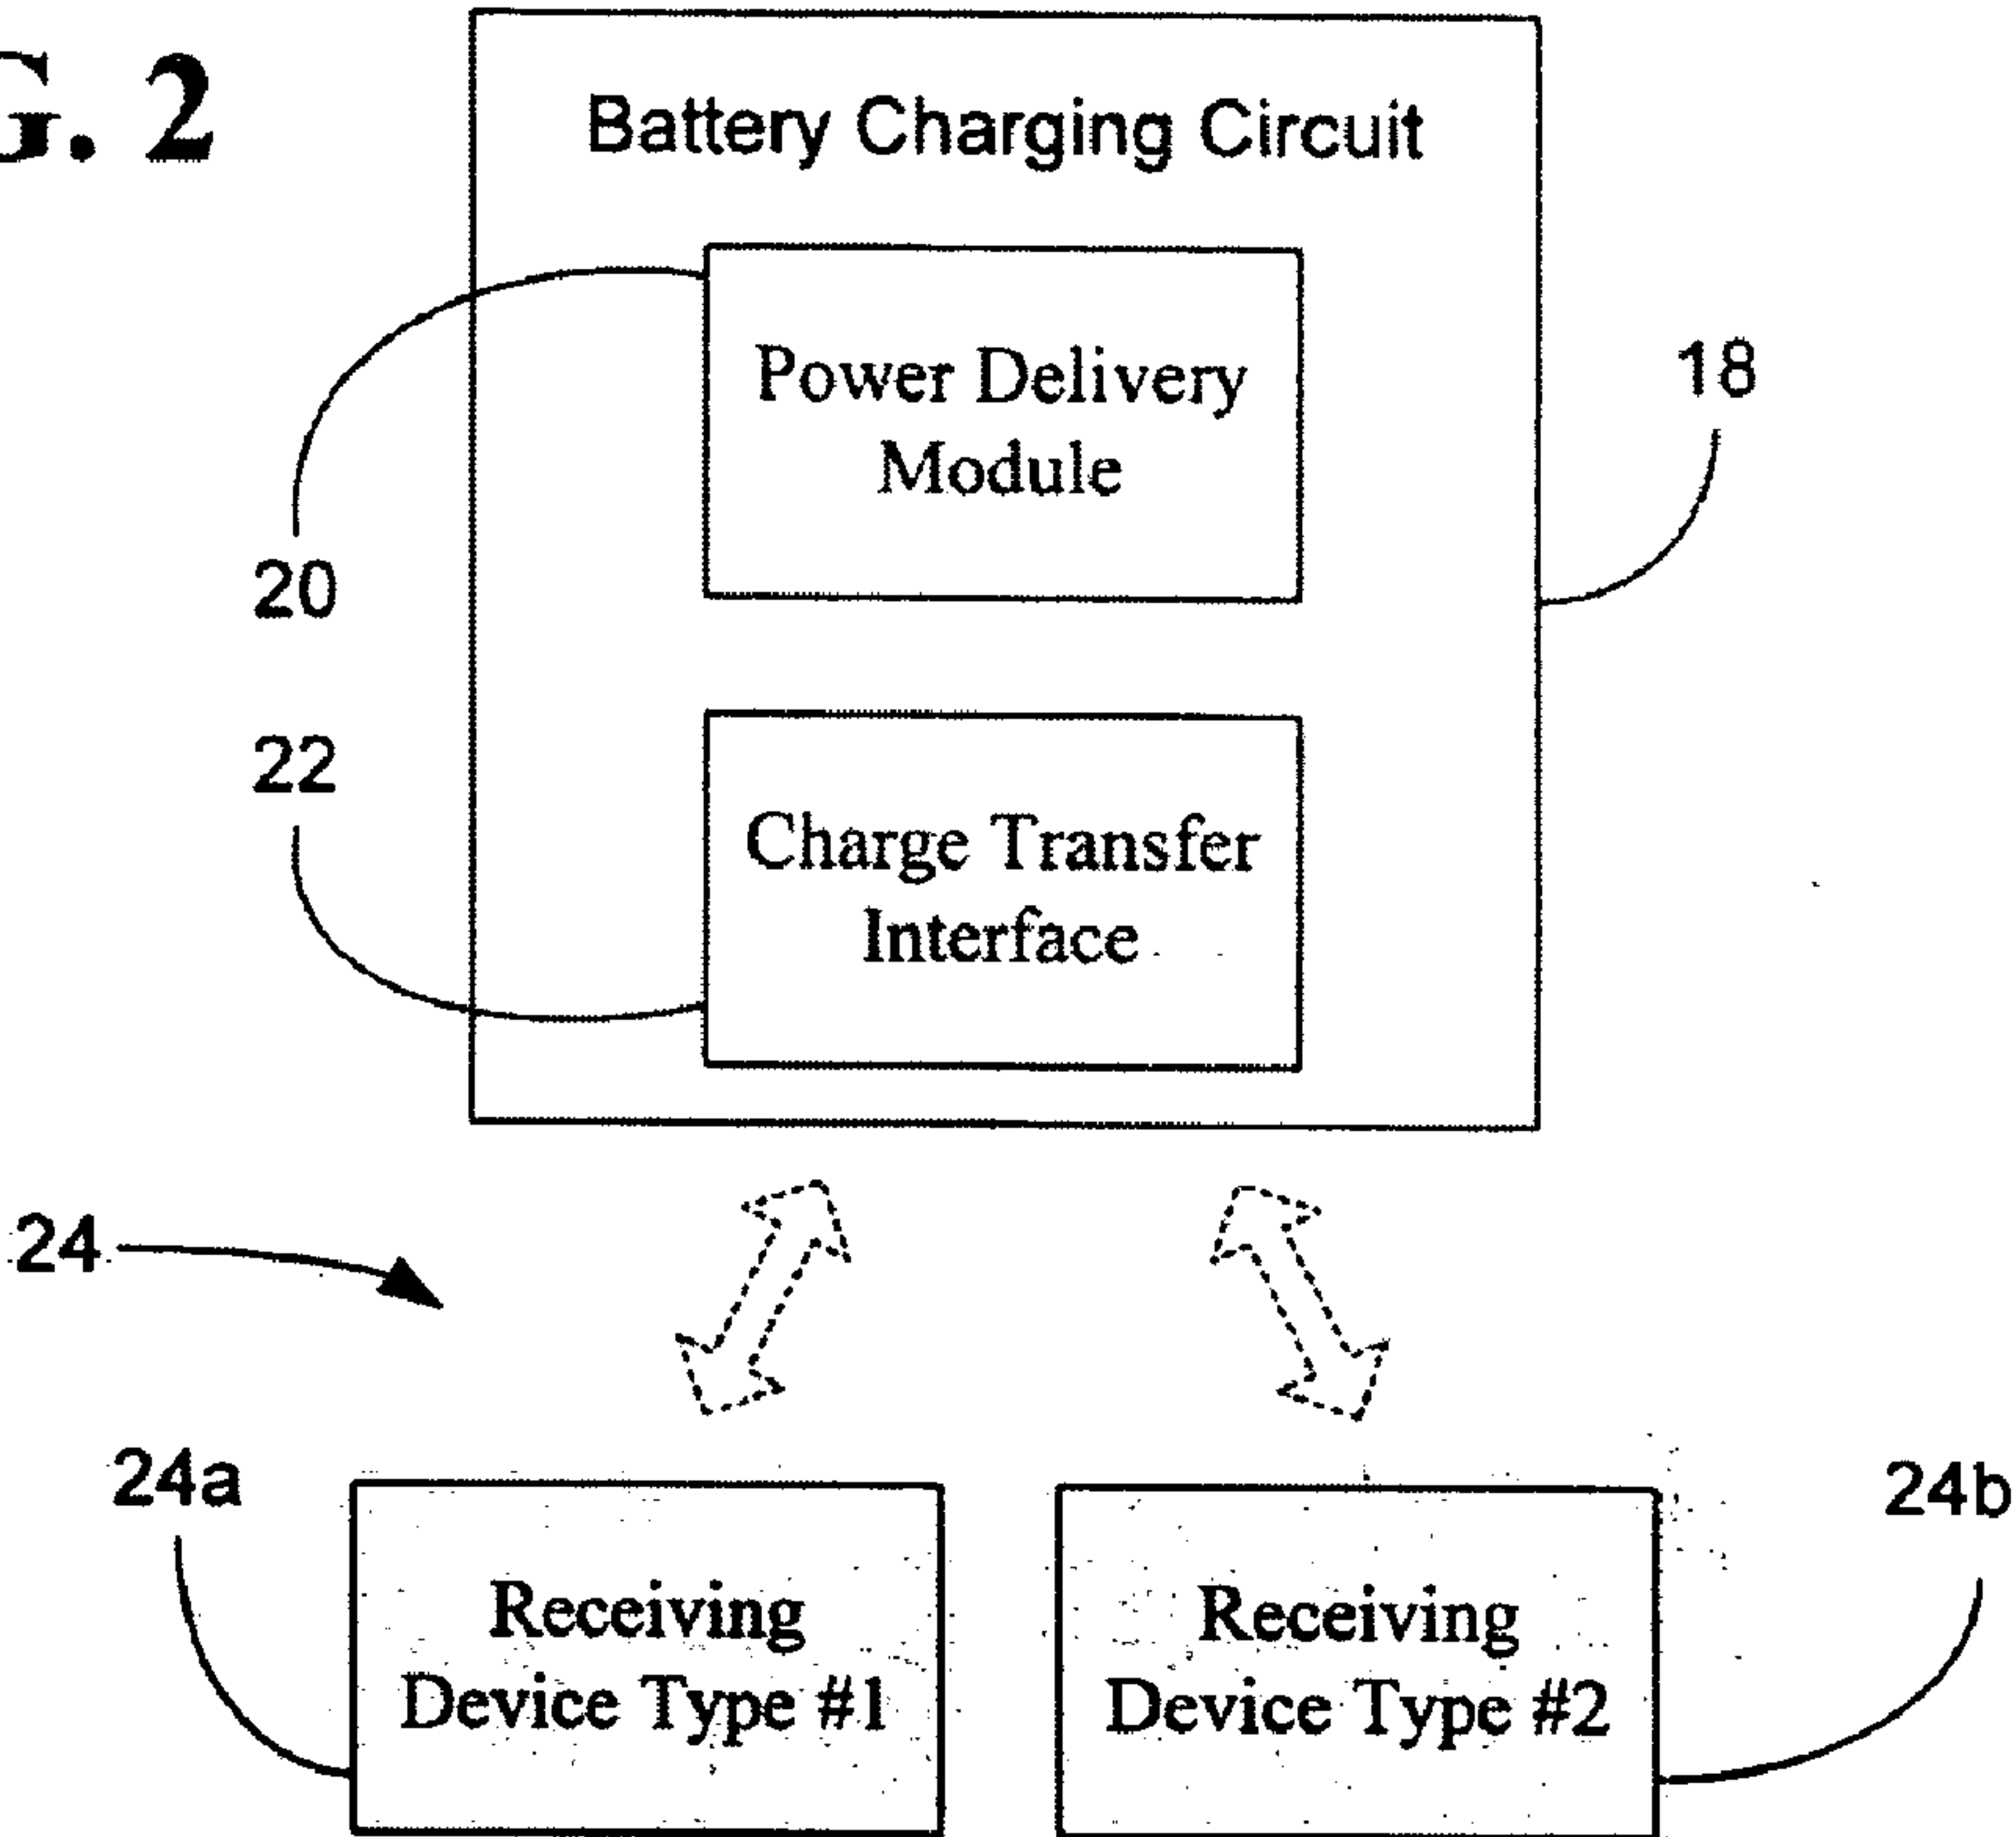 G. 2
Battery Charging Circuit
Power Delivery
Module
18
20
22
Charge Transfer
Interface
24
24a
24b
Receiving
Device Type #1
Receiving
Device Type #2